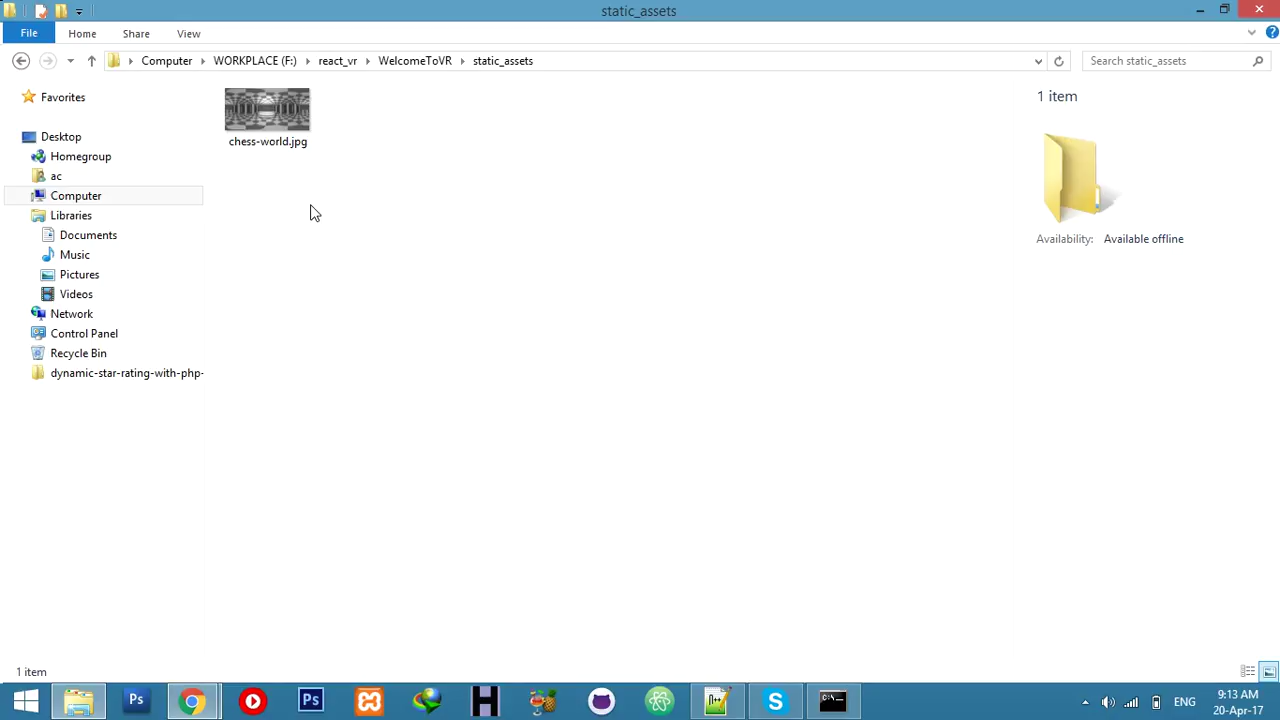 static_assets
File
Home
Share
View
Computer
WORKPLACE (F:)
react_vr
WelcomeToVR
static_assets
Search static_assets
Favorites
Desktop
Homegroup
ac
Computer
Libraries
Documents
Music
Pictures
Videos
Network
Control Panel
Recycle Bin
dynamic-star-rating-with-php-
chess-world.jpg
1 item
Availability: Available offline
1 item
Ps
Ps
H
S
C:\
ENG
9:13 AM
20-Apr-17